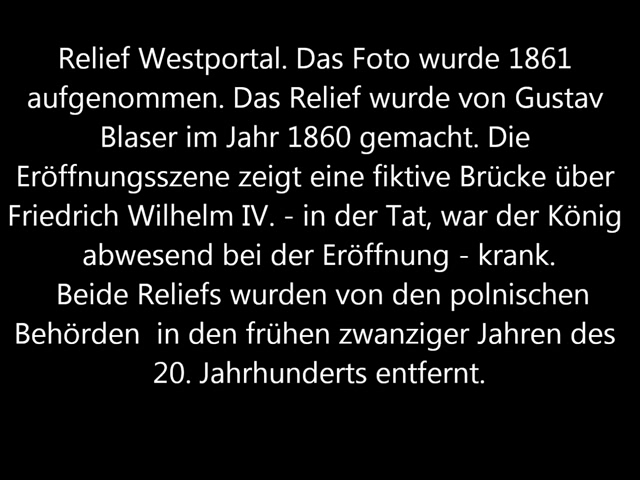 Relief Westportal. Das Foto wurde 1861
aufgenommen. Das Relief wurde von Gustav
Blaser im Jahr 1860 gemacht. Die
Eröffnungsszene zeigt eine fiktive Brücke über
Friedrich Wilhelm IV. - in der Tat, war der König
abwesend bei der Eröffnung - krank.
Beide Reliefs wurden von den polnischen
Behörden  in den frühen zwanziger Jahren des
20. Jahrhunderts entfernt.